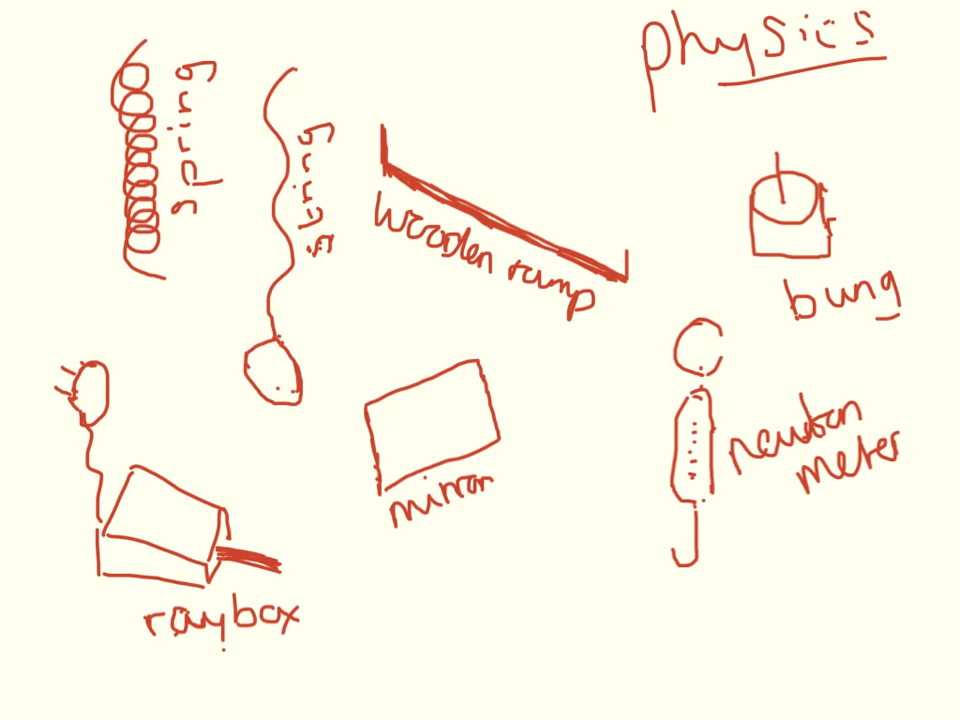 physics
spring
string
wooden ramp
bung
mirror
newton
meter
raybox